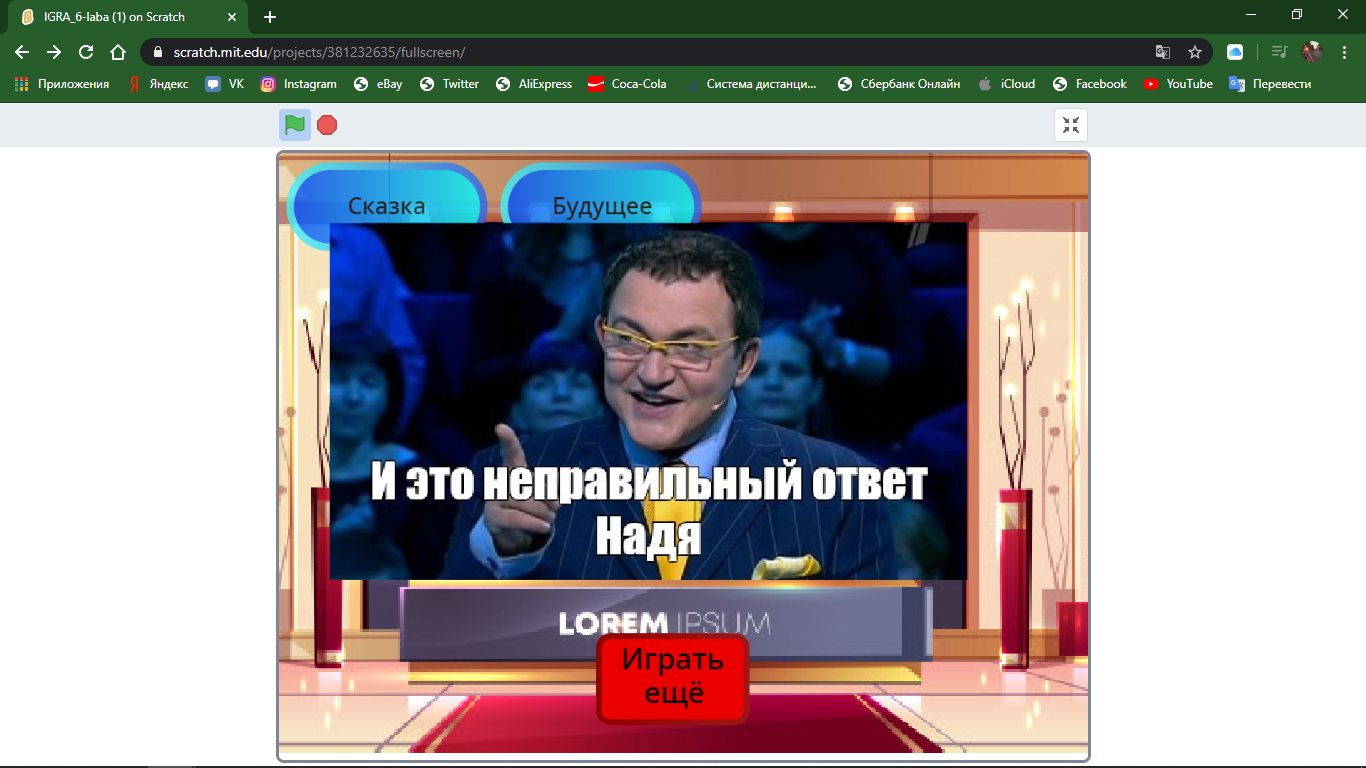 IGRA_6-laba (1) on Scratch
scratch.mit.edu/projects/381232635/fullscreen/
Приложения
Яндекс
VK
Instagram
eBay
Twitter
AliExpress
Coca-Cola
Система дистанци...
Сбербанк Онлайн
iCloud
Facebook
YouTube
Перевести
Сказка
Будущее
И это неправильный ответ
Надя
LOREM IPSUM
Играть
ещё